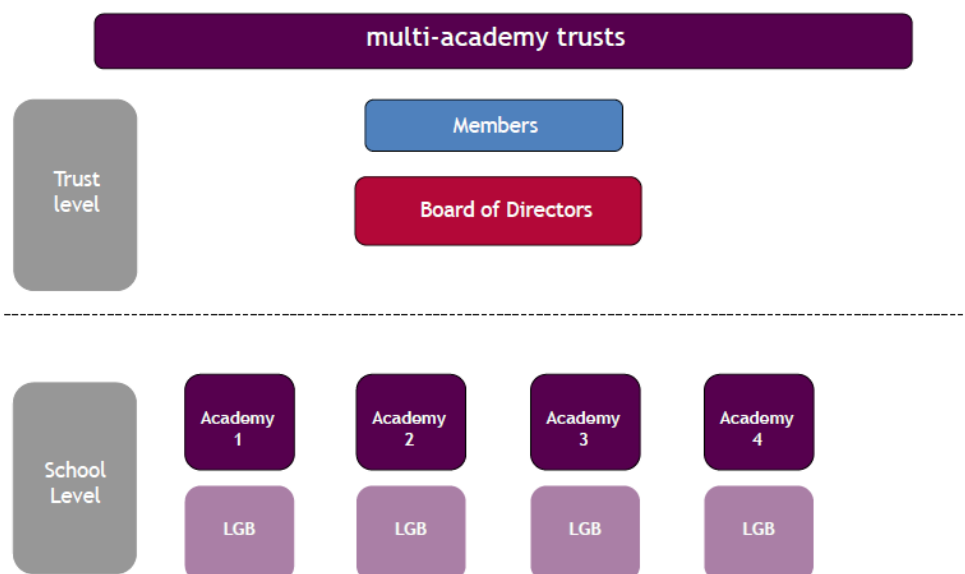 multi-academy trusts
Trust
level
Members
Board of Directors
School
Level
Academy
1
Academy
2
Academy
3
Academy
4
LGB
LGB
LGB
LGB